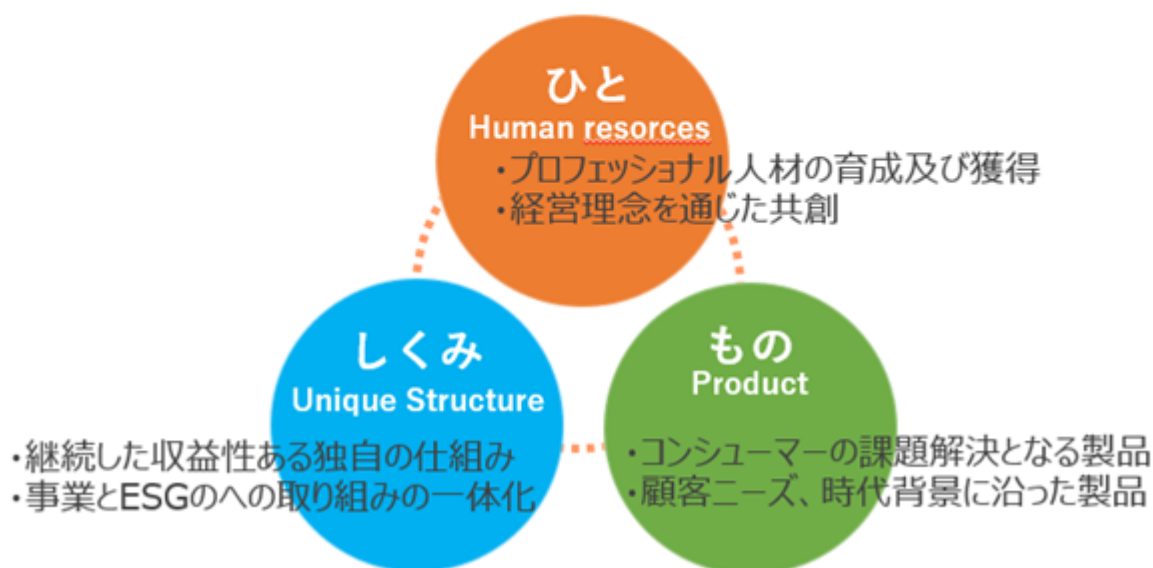 ひと
Human resorces
・プロフェッショナル人材の育成及び獲得
・経営理念を通じた共創
しくみ
Unique Structure
・継続した収益性ある独自の仕組み
・事業とESGのへの取り組みの一体化
もの
Product
・コンシューマーの課題解決となる製品
・顧客ニーズ、時代背景に沿った製品